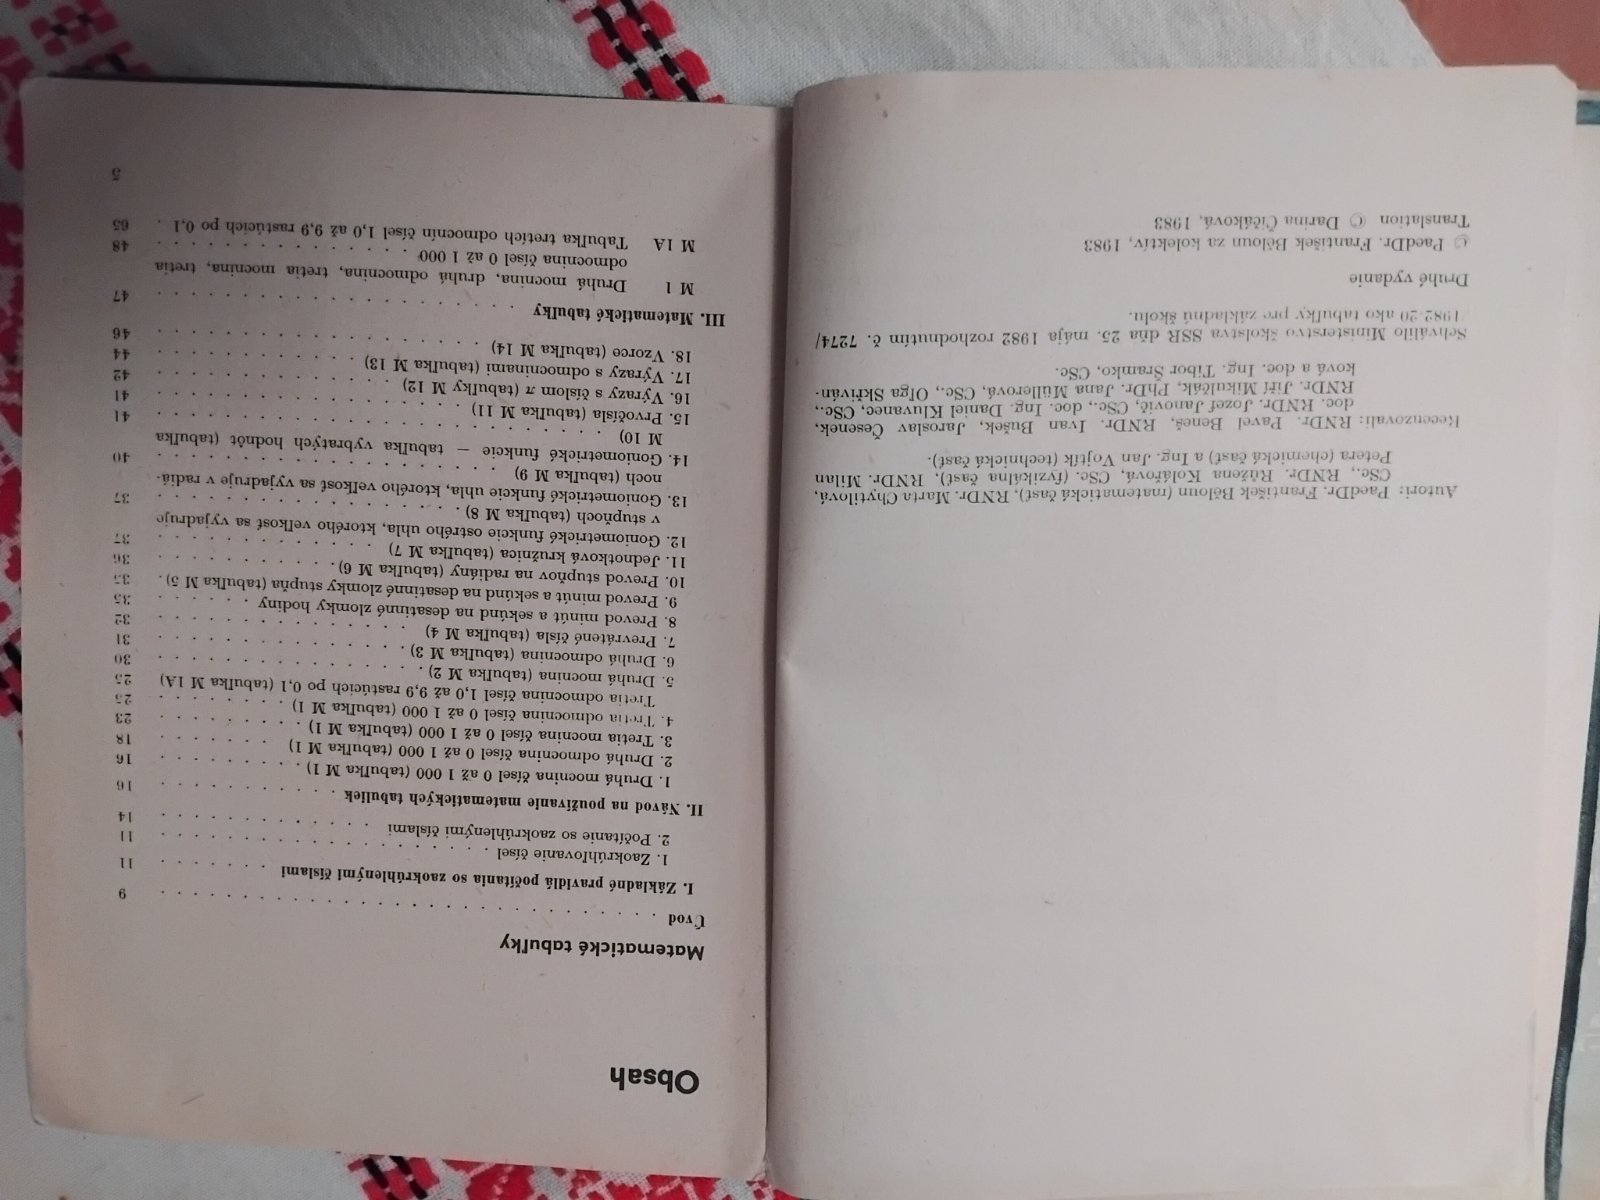 Autori: PaedDr. František Běloun (matematická časť), RNDr. Marta Chytilová,
CSc., RNDr. Růžena Kolářová, CSc. (fyzikálna časť), RNDr. Milan
Petera (chemická časť) a Ing. Jan Vojtík (technická časť).
Recenzovali: RNDr. Pavel Beneš, RNDr. Ivan Bušek, Jaroslav Česenek,
doc. RNDr. Jozef Janovič, CSc., doc. Ing. Daniel Kluvanec, CSc.,
RNDr. Jiří Mikulčák, PhDr. Jana Müllerová, CSc., Oľga Skřiván-
ková a doc. Ing. Tibor Šramko, CSc.
Schválilo Ministerstvo školstva SSR dňa 25. mája 1982 rozhodnutím č. 7274/
1982-20 ako tabuľky pre základnú školu.
Druhé vydanie
© PaedDr. František Běloun za kolektív, 1983
Translation © Darina Čičáková, 1983
Obsah
Matematické tabuľky
Úvod . . . . . . . . . . . . . . . . . . . . . . 9
I. Základné pravidlá počítania so zaokrúhlenými číslami . . . . . . . 11
1. Zaokrúhľovanie čísel . . . . . . . . . . . . . . . 11
2. Počítanie so zaokrúhlenými číslami . . . . . . . . . . . 14
II. Návod na používanie matematických tabuliek . . . . . . . . . . 16
1. Druhá mocnina čísel 0 až 1 000 (tabuľka M 1) . . . . . . . . 16
2. Druhá odmocnina čísel 0 až 1 000 (tabuľka M 1) . . . . . . . 18
3. Tretia mocnina čísel 0 až 1 000 (tabuľka M 1) . . . . . . . . 23
4. Tretia odmocnina čísel 0 až 1 000 (tabuľka M 1) . . . . . . . 25
Tretia odmocnina čísel 1,0 až 9,9 rastúcich po 0,1 (tabuľka M 1A) 25
5. Druhá mocnina (tabuľka M 2) . . . . . . . . . . . . . 30
6. Druhá odmocnina (tabuľka M 3) . . . . . . . . . . . . 31
7. Prevrátené čísla (tabuľka M 4) . . . . . . . . . . . . 32
8. Prevod minút a sekúnd na desatinné zlomky hodiny . . . . . . 35
9. Prevod minút a sekúnd na desatinné zlomky stupňa (tabuľka M 5) . 35
10. Prevod stupňov na radiány (tabuľka M 6) . . . . . . . . . 36
11. Jednotková kružnica (tabuľka M 7) . . . . . . . . . . . 37
12. Goniometrické funkcie ostrého uhla, ktorého veľkosť sa vyjadruje
v stupňoch (tabuľka M 8) . . . . . . . . . . . . . . 37
13. Goniometrické funkcie uhla, ktorého veľkosť sa vyjadruje v radiá-
noch (tabuľka M 9) . . . . . . . . . . . . . . . . 40
14. Goniometrické funkcie — tabuľka vybratých hodnôt (tabuľka
M 10) . . . . . . . . . . . . . . . . . . . . 41
15. Prvočísla (tabuľka M 11) . . . . . . . . . . . . . . 41
16. Výrazy s číslom π (tabuľky M 12) . . . . . . . . . . . 42
17. Výrazy s odmocninami (tabuľka M 13) . . . . . . . . . . 44
18. Vzorce (tabuľka M 14) . . . . . . . . . . . . . . . 46
III. Matematické tabuľky . . . . . . . . . . . . . . . . . 47
M 1 Druhá mocnina, druhá odmocnina, tretia mocnina, tretia
odmocnina čísel 0 až 1 000 . . . . . . . . . . . . 48
M 1A Tabuľka tretích odmocnín čísel 1,0 až 9,9 rastúcich po 0,1 . 65
5